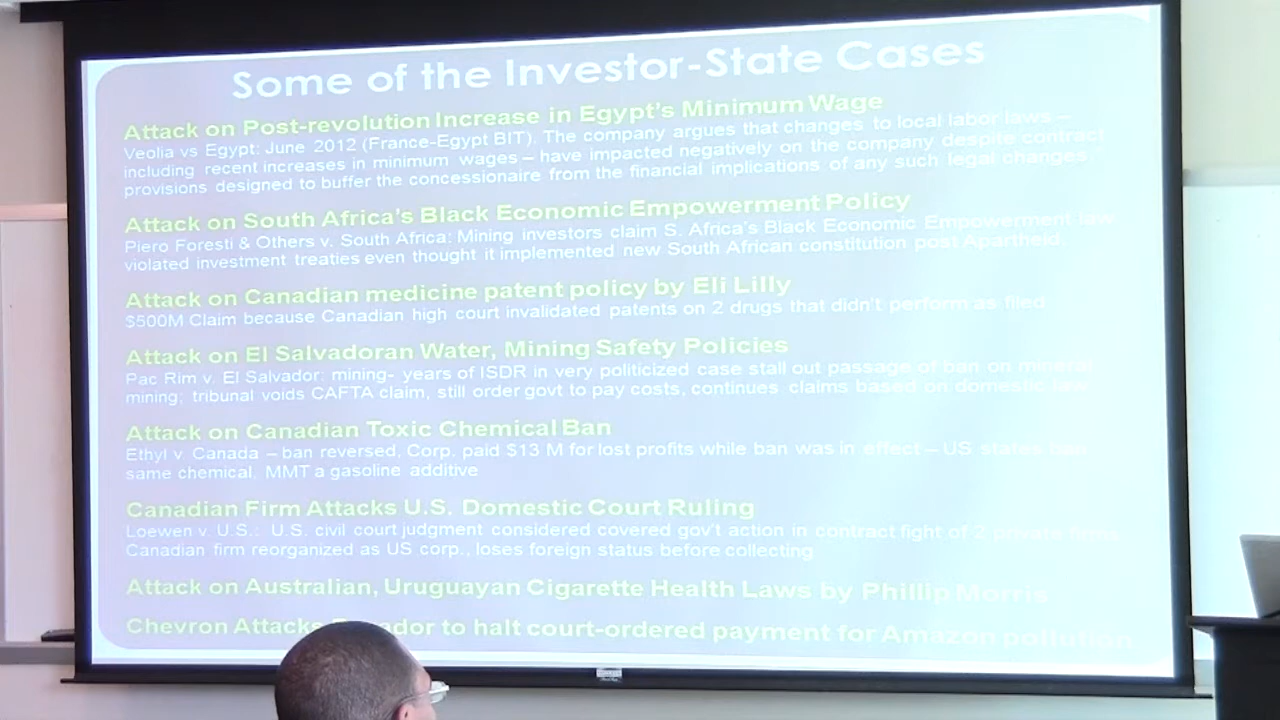 Some of the Investor-State Cases
Attack on Post-revolution Increase in Egypt's Minimum Wage
Veolia vs Egypt: June 2012 (France-Egypt BIT). The company argues that changes to local labor laws –
including recent increases in minimum wages – have impacted negatively on the company despite contract
provisions designed to buffer the concessionaire from the financial implications of any such legal changes
Attack on South Africa's Black Economic Empowerment Policy
Piero Foresti & Others v. South Africa: Mining investors claim S. Africa's Black Economic Empowerment law
violated investment treaties even thought it implemented new South African constitution post Apartheid.
Attack on Canadian medicine patent policy by Eli Lilly
$500M Claim because Canadian high court invalidated patents on 2 drugs that didn't perform as filed
Attack on El Salvadoran Water, Mining Safety Policies
Pac Rim v. El Salvador: mining- years of ISDR in very politicized case stall out passage of ban on mineral
mining; tribunal voids CAFTA claim, still order govt to pay costs, continues claims based on domestic law
Attack on Canadian Toxic Chemical Ban
Ethyl v. Canada – ban reversed, Corp. paid $13 M for lost profits while ban was in effect – US states
same chemical, MMT a gasoline additive
Canadian Firm Attacks U.S. Domestic Court Ruling
Loewen v. U.S.: U.S. civil court judgment considered covered gov't action in contract fight of 2 private firms
Canadian firm reorganized as US corp., loses foreign status before collecting
Attack on Australian, Uruguayan Cigarette Health Laws by Phillip Morris
Chevron Attacks to halt court-ordered payment for Amazon pollution